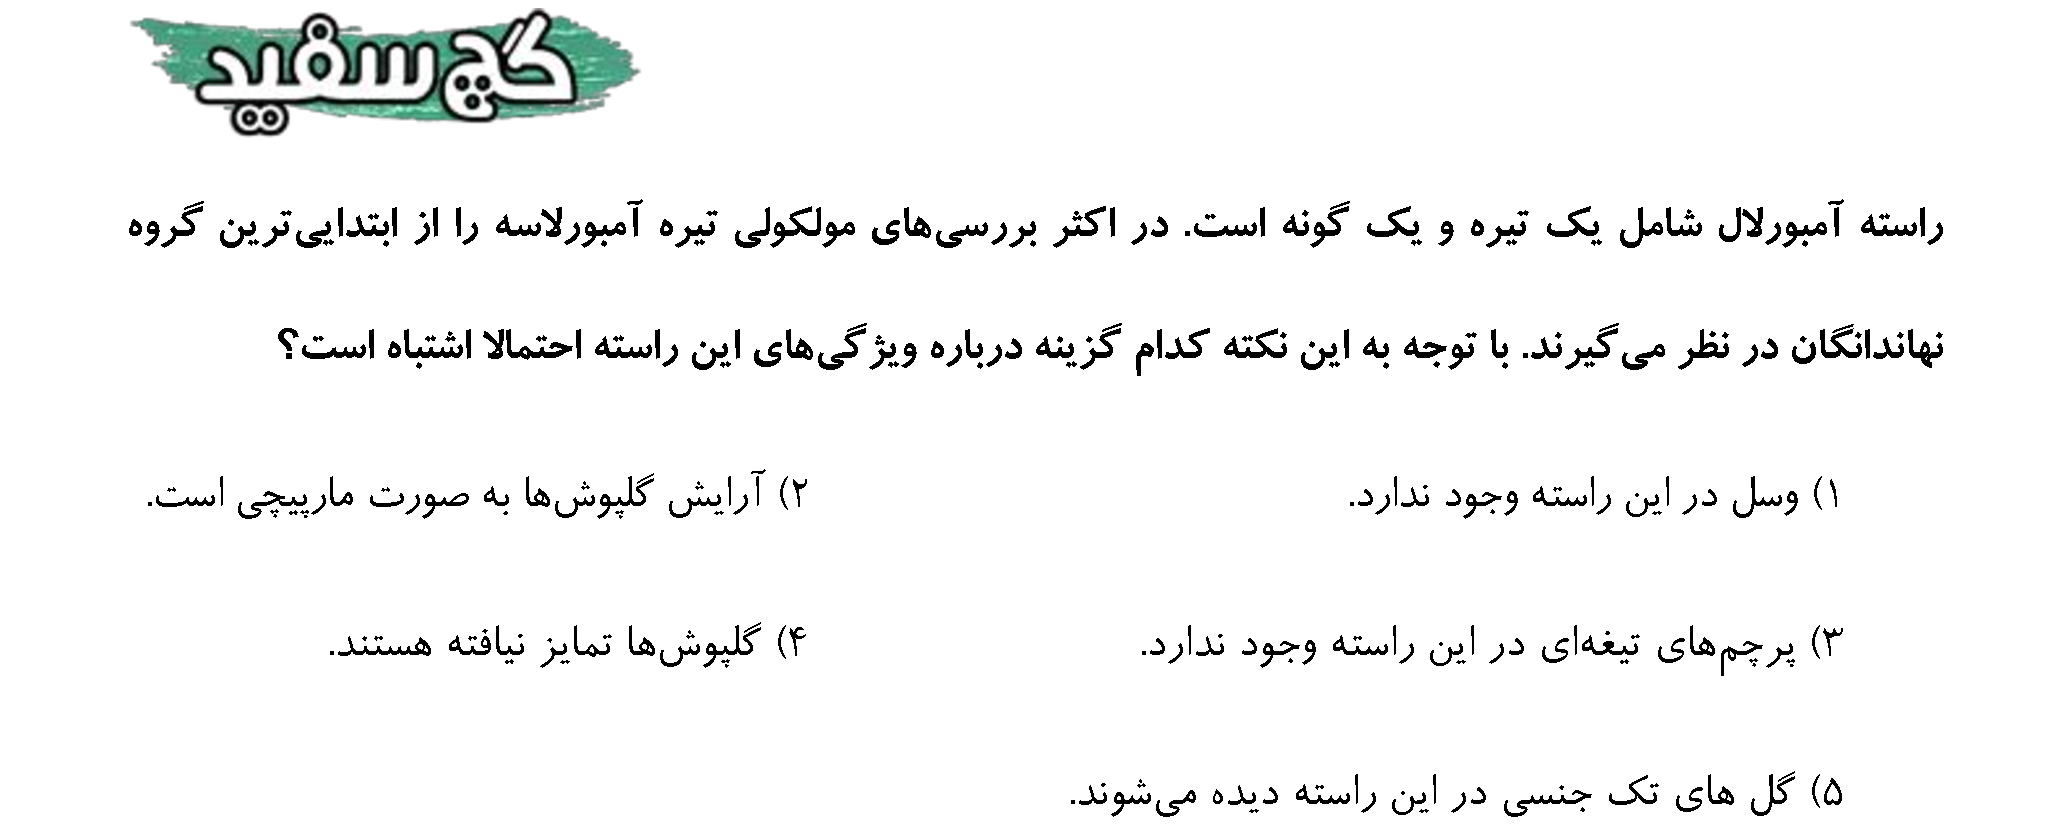 گچ سفید
راسته آمبورلال شامل یک تیره و یک گونه است. در اکثر بررسی‌های مولکولی تیره آمبورلاسه را از ابتدایی‌ترین گروه
نهاندانگان در نظر می‌گیرند. با توجه به این نکته کدام گزینه درباره ویژگی‌های این راسته احتمالا اشتباه است؟
۱) وسل در این راسته وجود ندارد.
۲) آرایش گلپوش‌ها به صورت مارپیچی است.
۳) پرچم‌های تیغه‌ای در این راسته وجود ندارد.
۴) گلپوش‌ها تمایز نیافته هستند.
۵) گل های تک جنسی در این راسته دیده می‌شوند.